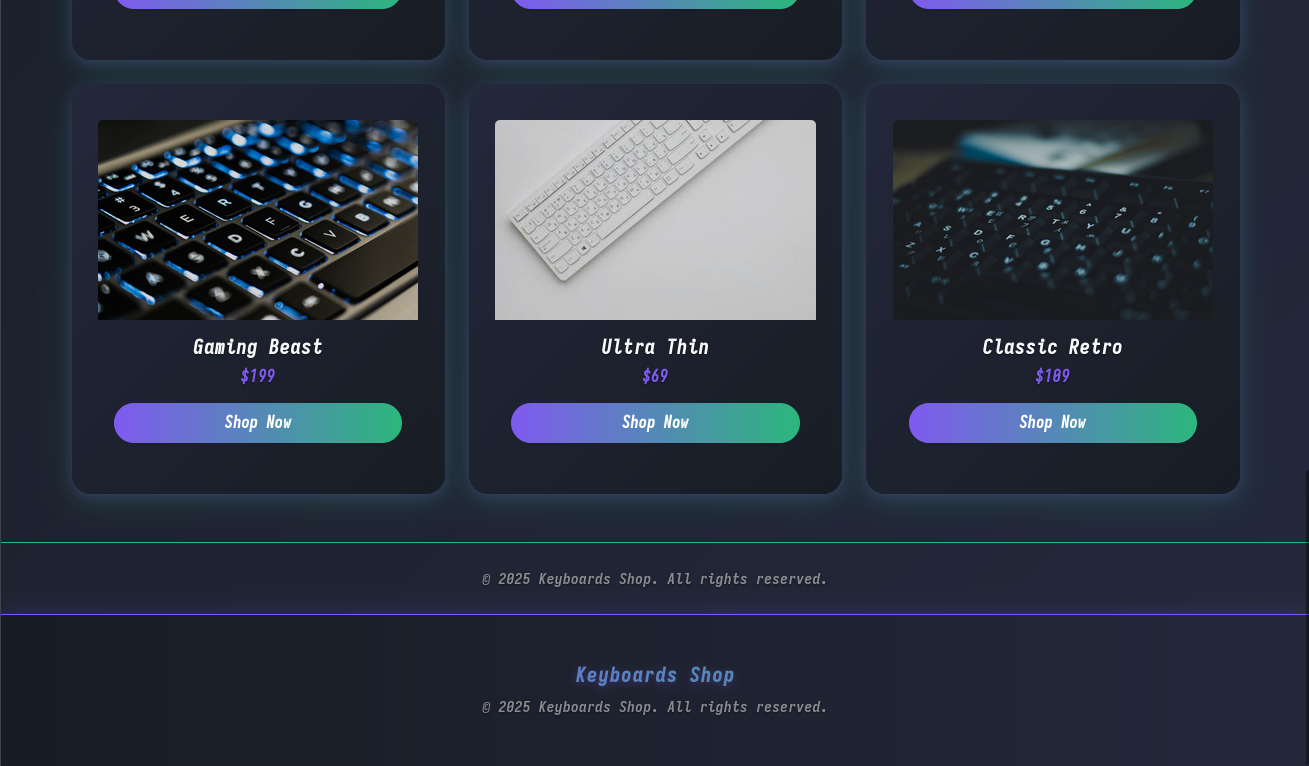 Gaming Beast
$199
Shop Now
Ultra Thin
$69
Shop Now
Classic Retro
$109
Shop Now
© 2025 Keyboards Shop. All rights reserved.
Keyboards Shop
© 2025 Keyboards Shop. All rights reserved.